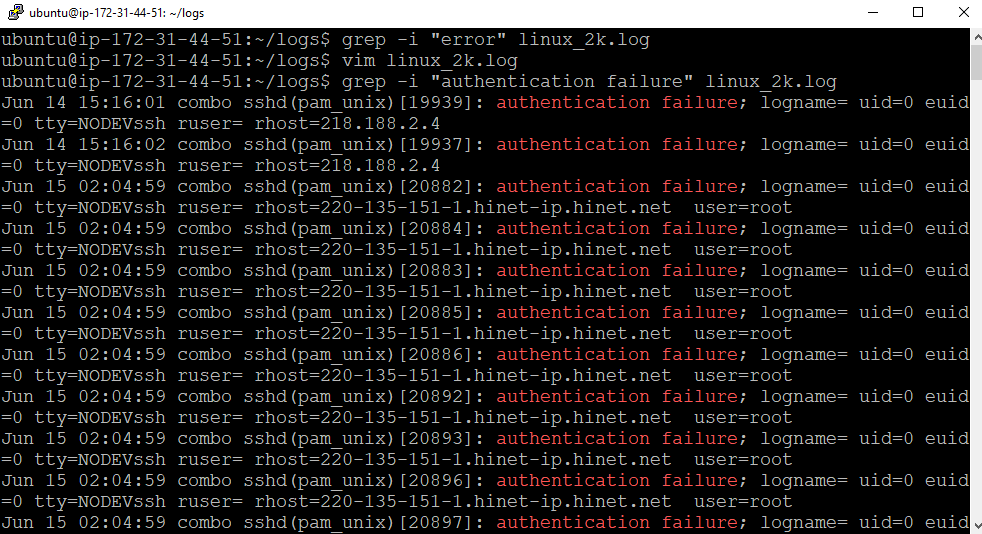 ubuntu@ip-172-31-44-51: ~/logs
ubuntu@ip-172-31-44-51:~/logs$ grep -i "error" linux_2k.log
ubuntu@ip-172-31-44-51:~/logs$ vim linux_2k.log
ubuntu@ip-172-31-44-51:~/logs$ grep -i "authentication failure" linux_2k.log
Jun 14 15:16:01 combo sshd(pam_unix)[19939]: authentication failure; logname= uid=0 euid
=0 tty=NODEVssh ruser= rhost=218.188.2.4
Jun 14 15:16:02 combo sshd(pam_unix)[19937]: authentication failure; logname= uid=0 euid
=0 tty=NODEVssh ruser= rhost=218.188.2.4
Jun 15 02:04:59 combo sshd(pam_unix)[20882]: authentication failure; logname= uid=0 euid
=0 tty=NODEVssh ruser= rhost=220-135-151-1.hinet-ip.hinet.net  user=root
Jun 15 02:04:59 combo sshd(pam_unix)[20884]: authentication failure; logname= uid=0 euid
=0 tty=NODEVssh ruser= rhost=220-135-151-1.hinet-ip.hinet.net  user=root
Jun 15 02:04:59 combo sshd(pam_unix)[20883]: authentication failure; logname= uid=0 euid
=0 tty=NODEVssh ruser= rhost=220-135-151-1.hinet-ip.hinet.net  user=root
Jun 15 02:04:59 combo sshd(pam_unix)[20885]: authentication failure; logname= uid=0 euid
=0 tty=NODEVssh ruser= rhost=220-135-151-1.hinet-ip.hinet.net  user=root
Jun 15 02:04:59 combo sshd(pam_unix)[20886]: authentication failure; logname= uid=0 euid
=0 tty=NODEVssh ruser= rhost=220-135-151-1.hinet-ip.hinet.net  user=root
Jun 15 02:04:59 combo sshd(pam_unix)[20892]: authentication failure; logname= uid=0 euid
=0 tty=NODEVssh ruser= rhost=220-135-151-1.hinet-ip.hinet.net  user=root
Jun 15 02:04:59 combo sshd(pam_unix)[20893]: authentication failure; logname= uid=0 euid
=0 tty=NODEVssh ruser= rhost=220-135-151-1.hinet-ip.hinet.net  user=root
Jun 15 02:04:59 combo sshd(pam_unix)[20896]: authentication failure; logname= uid=0 euid
=0 tty=NODEVssh ruser= rhost=220-135-151-1.hinet-ip.hinet.net  user=root
Jun 15 02:04:59 combo sshd(pam_unix)[20897]: authentication failure; logname= uid=0 euid